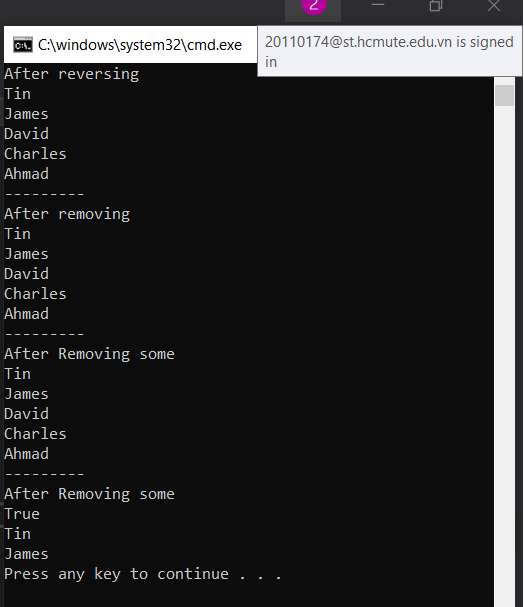 2
C:\windows\system32\cmd.exe
20110174@st.hcmute.edu.vn is signed
in
After reversing
Tin
James
David
Charles
Ahmad
---------
After removing
Tin
James
David
Charles
Ahmad
---------
After Removing some
Tin
James
David
Charles
Ahmad
---------
After Removing some
True
Tin
James
Press any key to continue . . .